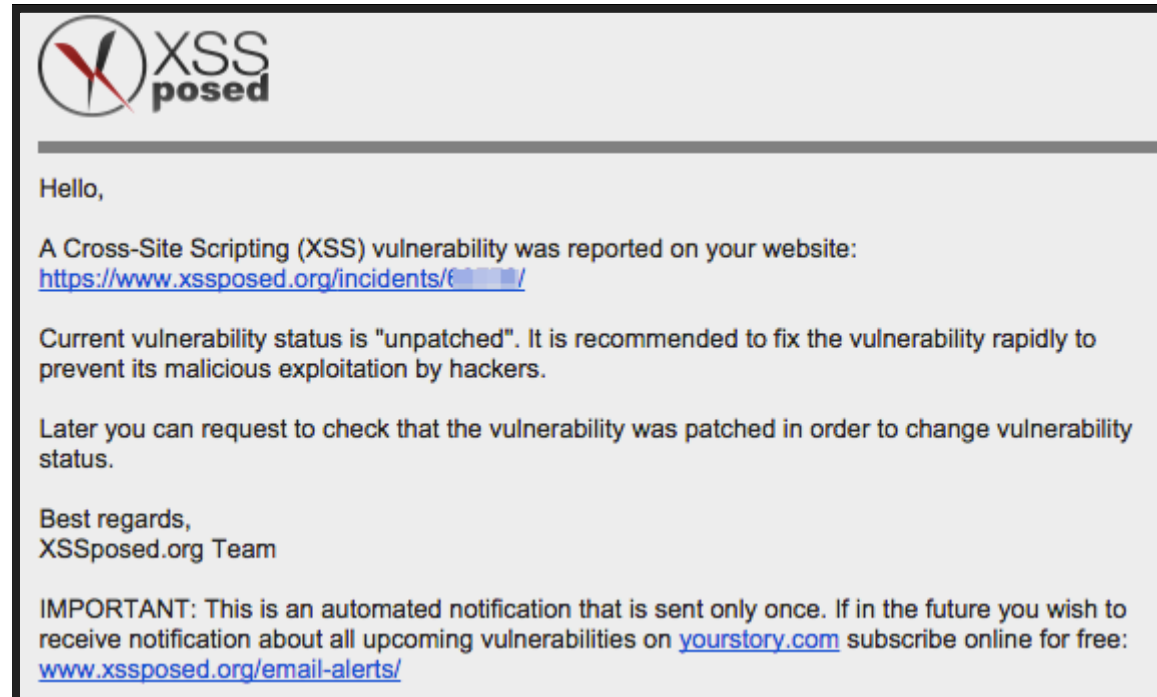 XSS
posed
Hello,
A Cross-Site Scripting (XSS) vulnerability was reported on your website:
https://www.xssposed.org/incidents/
Current vulnerability status is "unpatched". It is recommended to fix the vulnerability rapidly to
prevent its malicious exploitation by hackers.
Later you can request to check that the vulnerability was patched in order to change vulnerability
status.
Best regards,
XSSposed.org Team
IMPORTANT: This is an automated notification that is sent only once. If in the future you wish to
receive notification about all upcoming vulnerabilities on yourstory.com subscribe online for free:
www.xssposed.org/email-alerts/